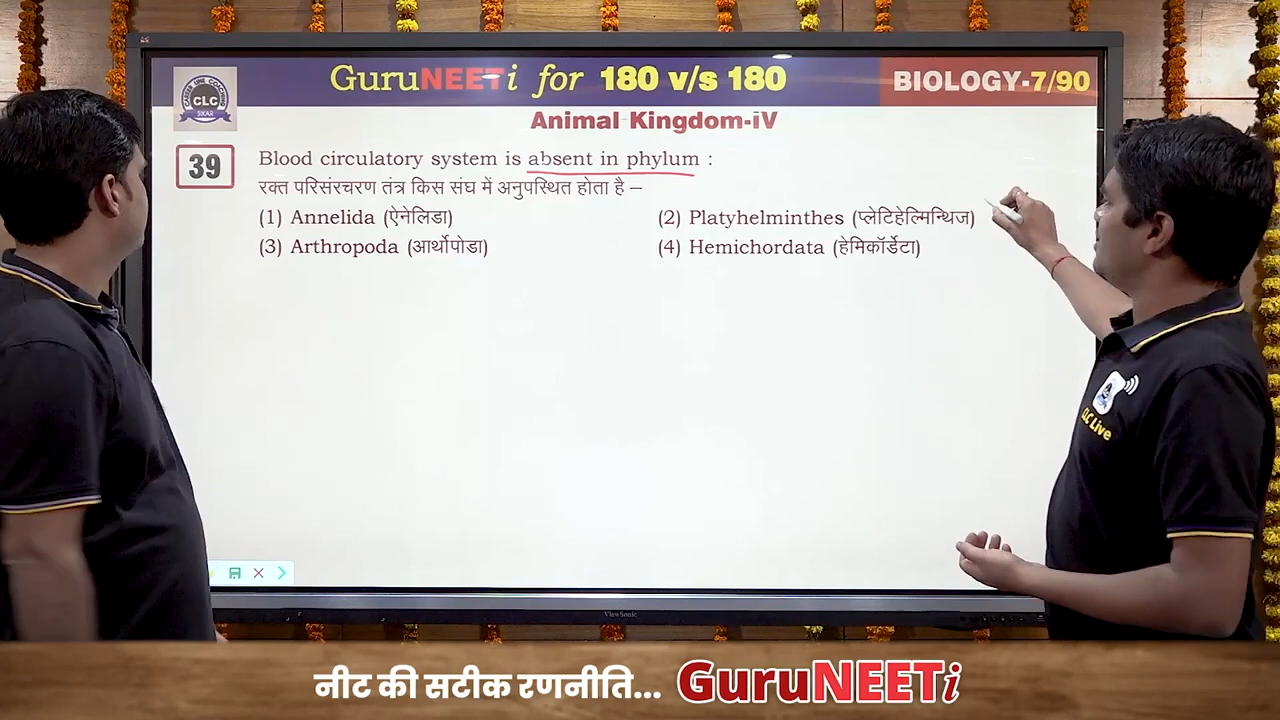 GuruNEETi for 180 v/s 180
BIOLOGY-7/90
CLC
SIKAR
Animal Kingdom-iV
39
Blood circulatory system is absent in phylum :
रक्त परिसंरचरण तंत्र किस संघ में अनुपस्थित होता है –
(1) Annelida (ऐनेलिडा)
(2) Platyhelminthes (प्लेटिहेल्मिन्थिज)
(3) Arthropoda (आर्थोपोडा)
(4) Hemichordata (हेमिकॉर्डेटा)
CLC Live
ViewSonic
नीट की सटीक रणनीति... GuruNEETi